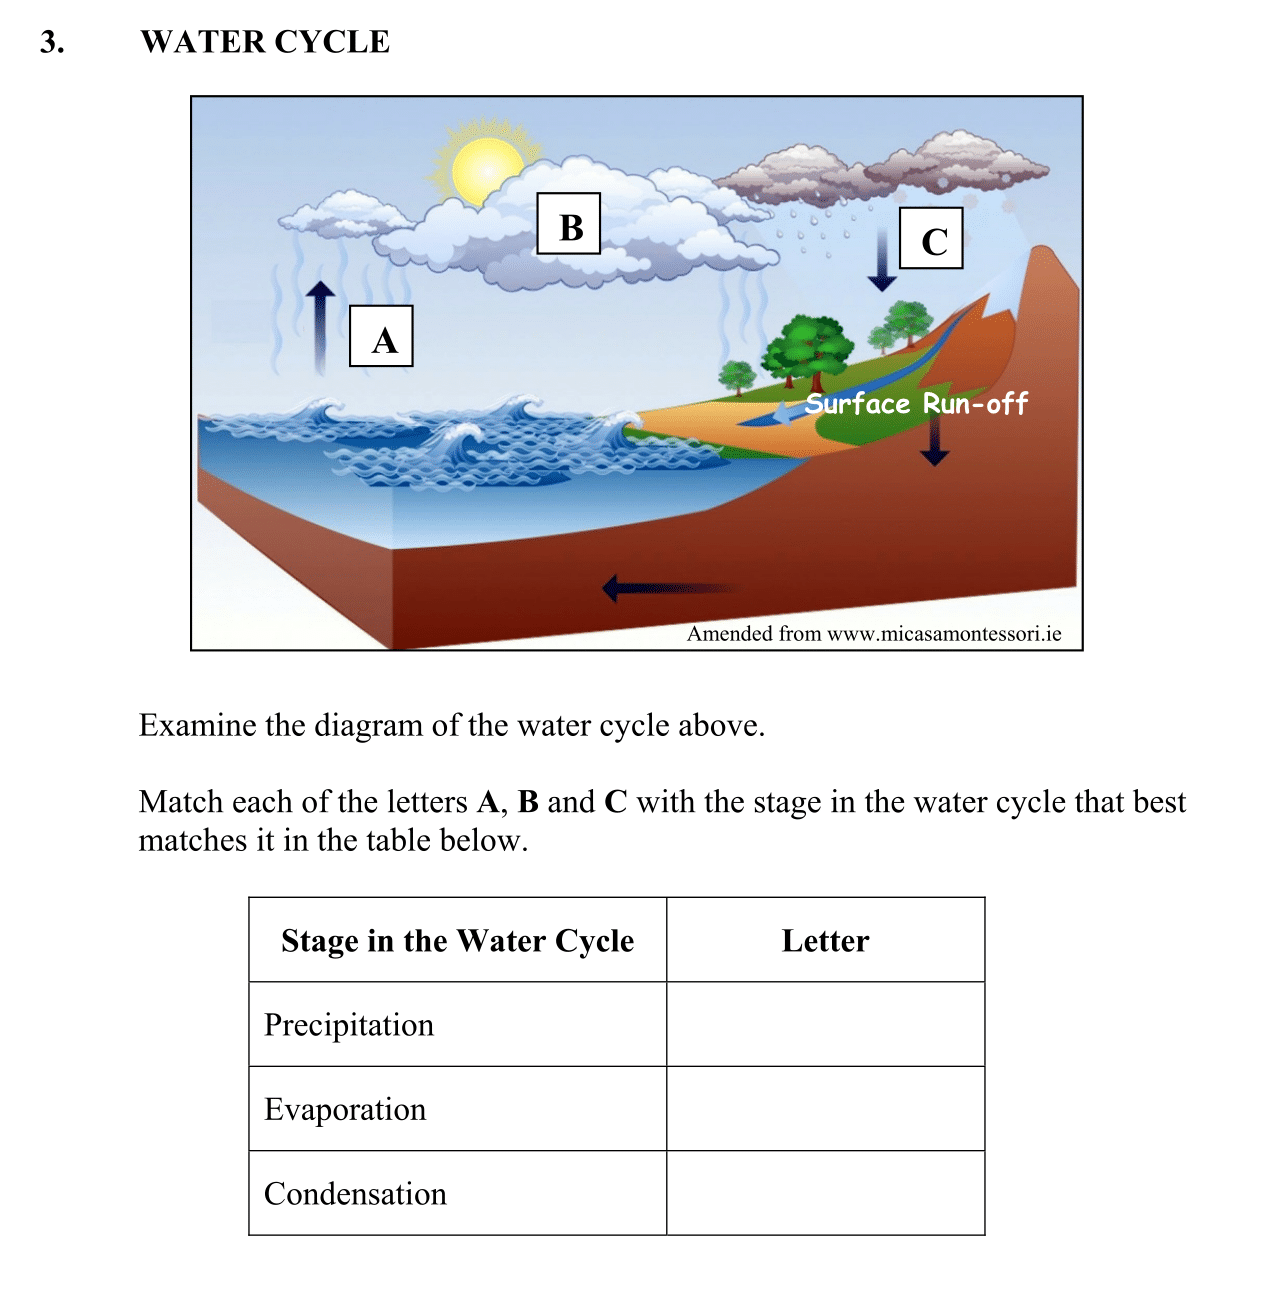 3. WATER CYCLE
B
C
A
Surface Run-off
Amended from www.micasamontessori.ie
Examine the diagram of the water cycle above.
Match each of the letters A, B and C with the stage in the water cycle that best
matches it in the table below.
Stage in the Water Cycle Letter
Precipitation
Evaporation
Condensation